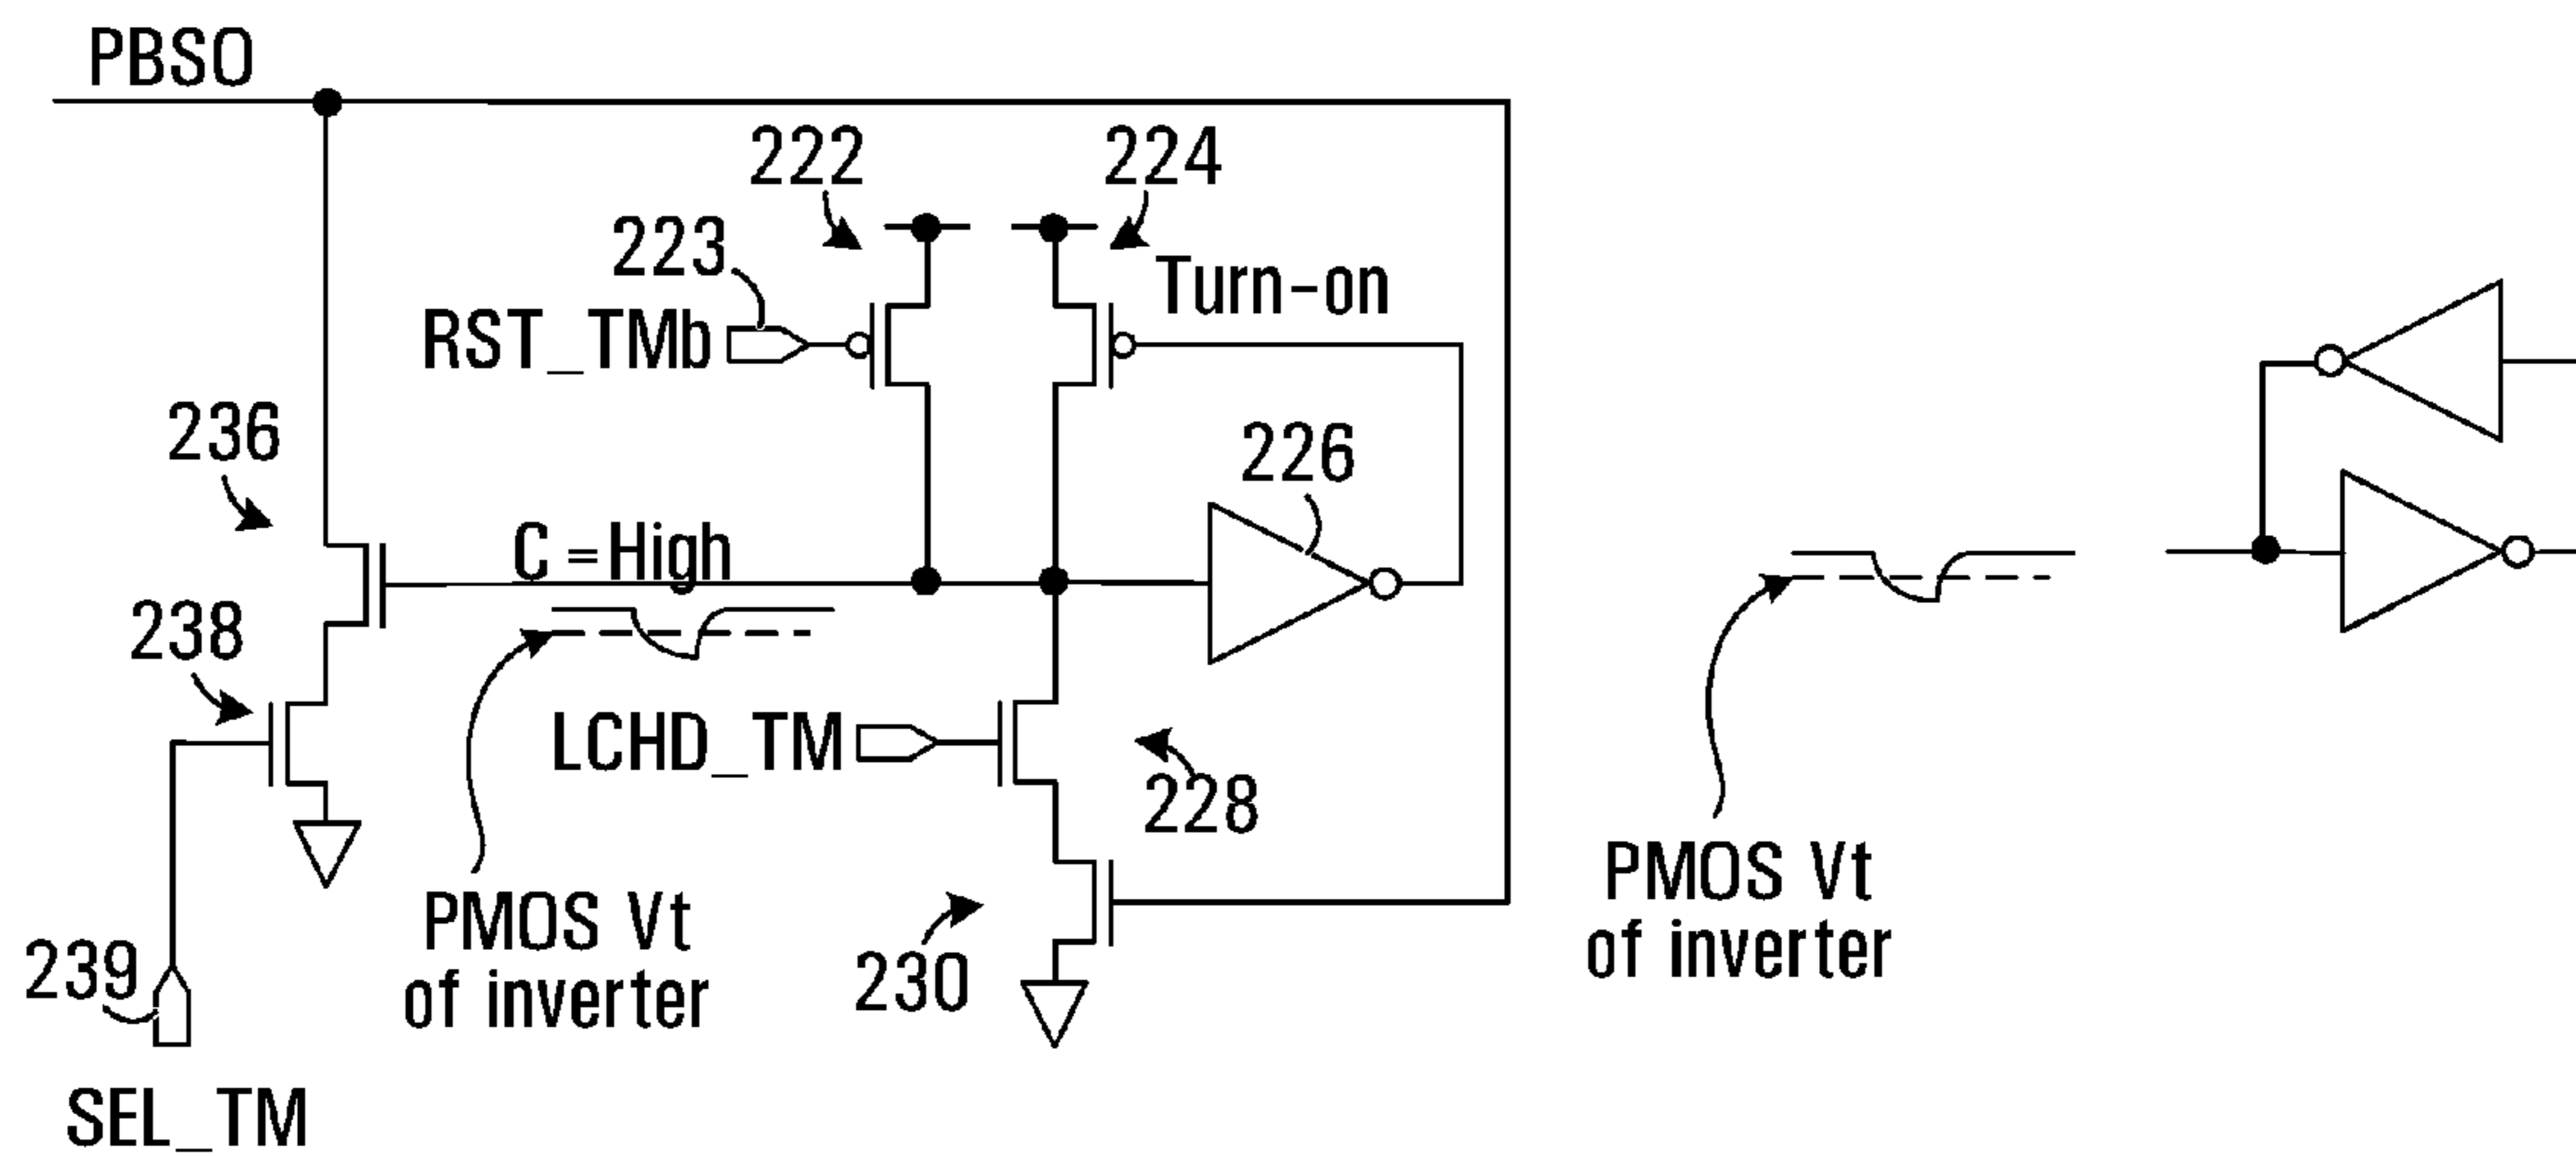 PBSO
222
224
223
Turn-on
RST_TMb
236
226
C=High
238
LCHD_TM
228
PMOS Vt
of inverter
PMOS Vt
of inverter
239
230
SEL_TM